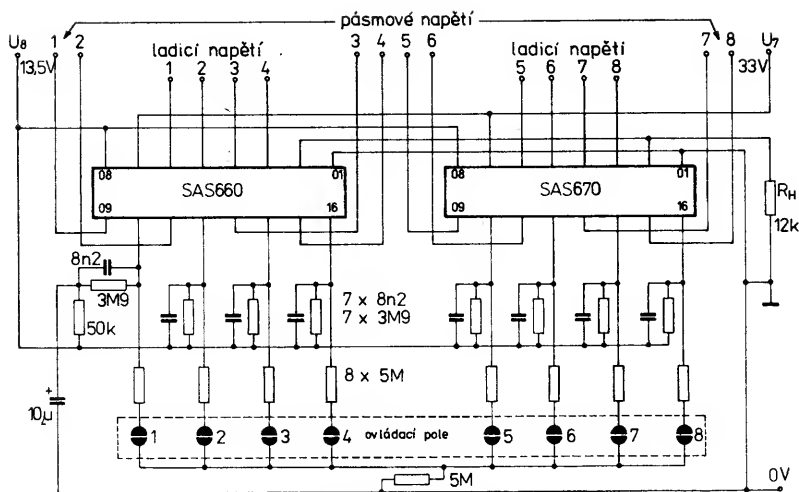 pásmové napětí
U8 1 2 ladicí napětí 3 4 5 6 ladicí napětí 7 8 U7
13,5V 1 2 3 4 5 6 7 8 33V
08 01 08 01
SAS660 SAS670
09 16 09 16
RH
12k
8n2
3M9
50k
7 x 8n2
7 x 3M9
8 x 5M
+
10µ
1 2 3 4 ovládací pole 5 6 7 8
5M
0V